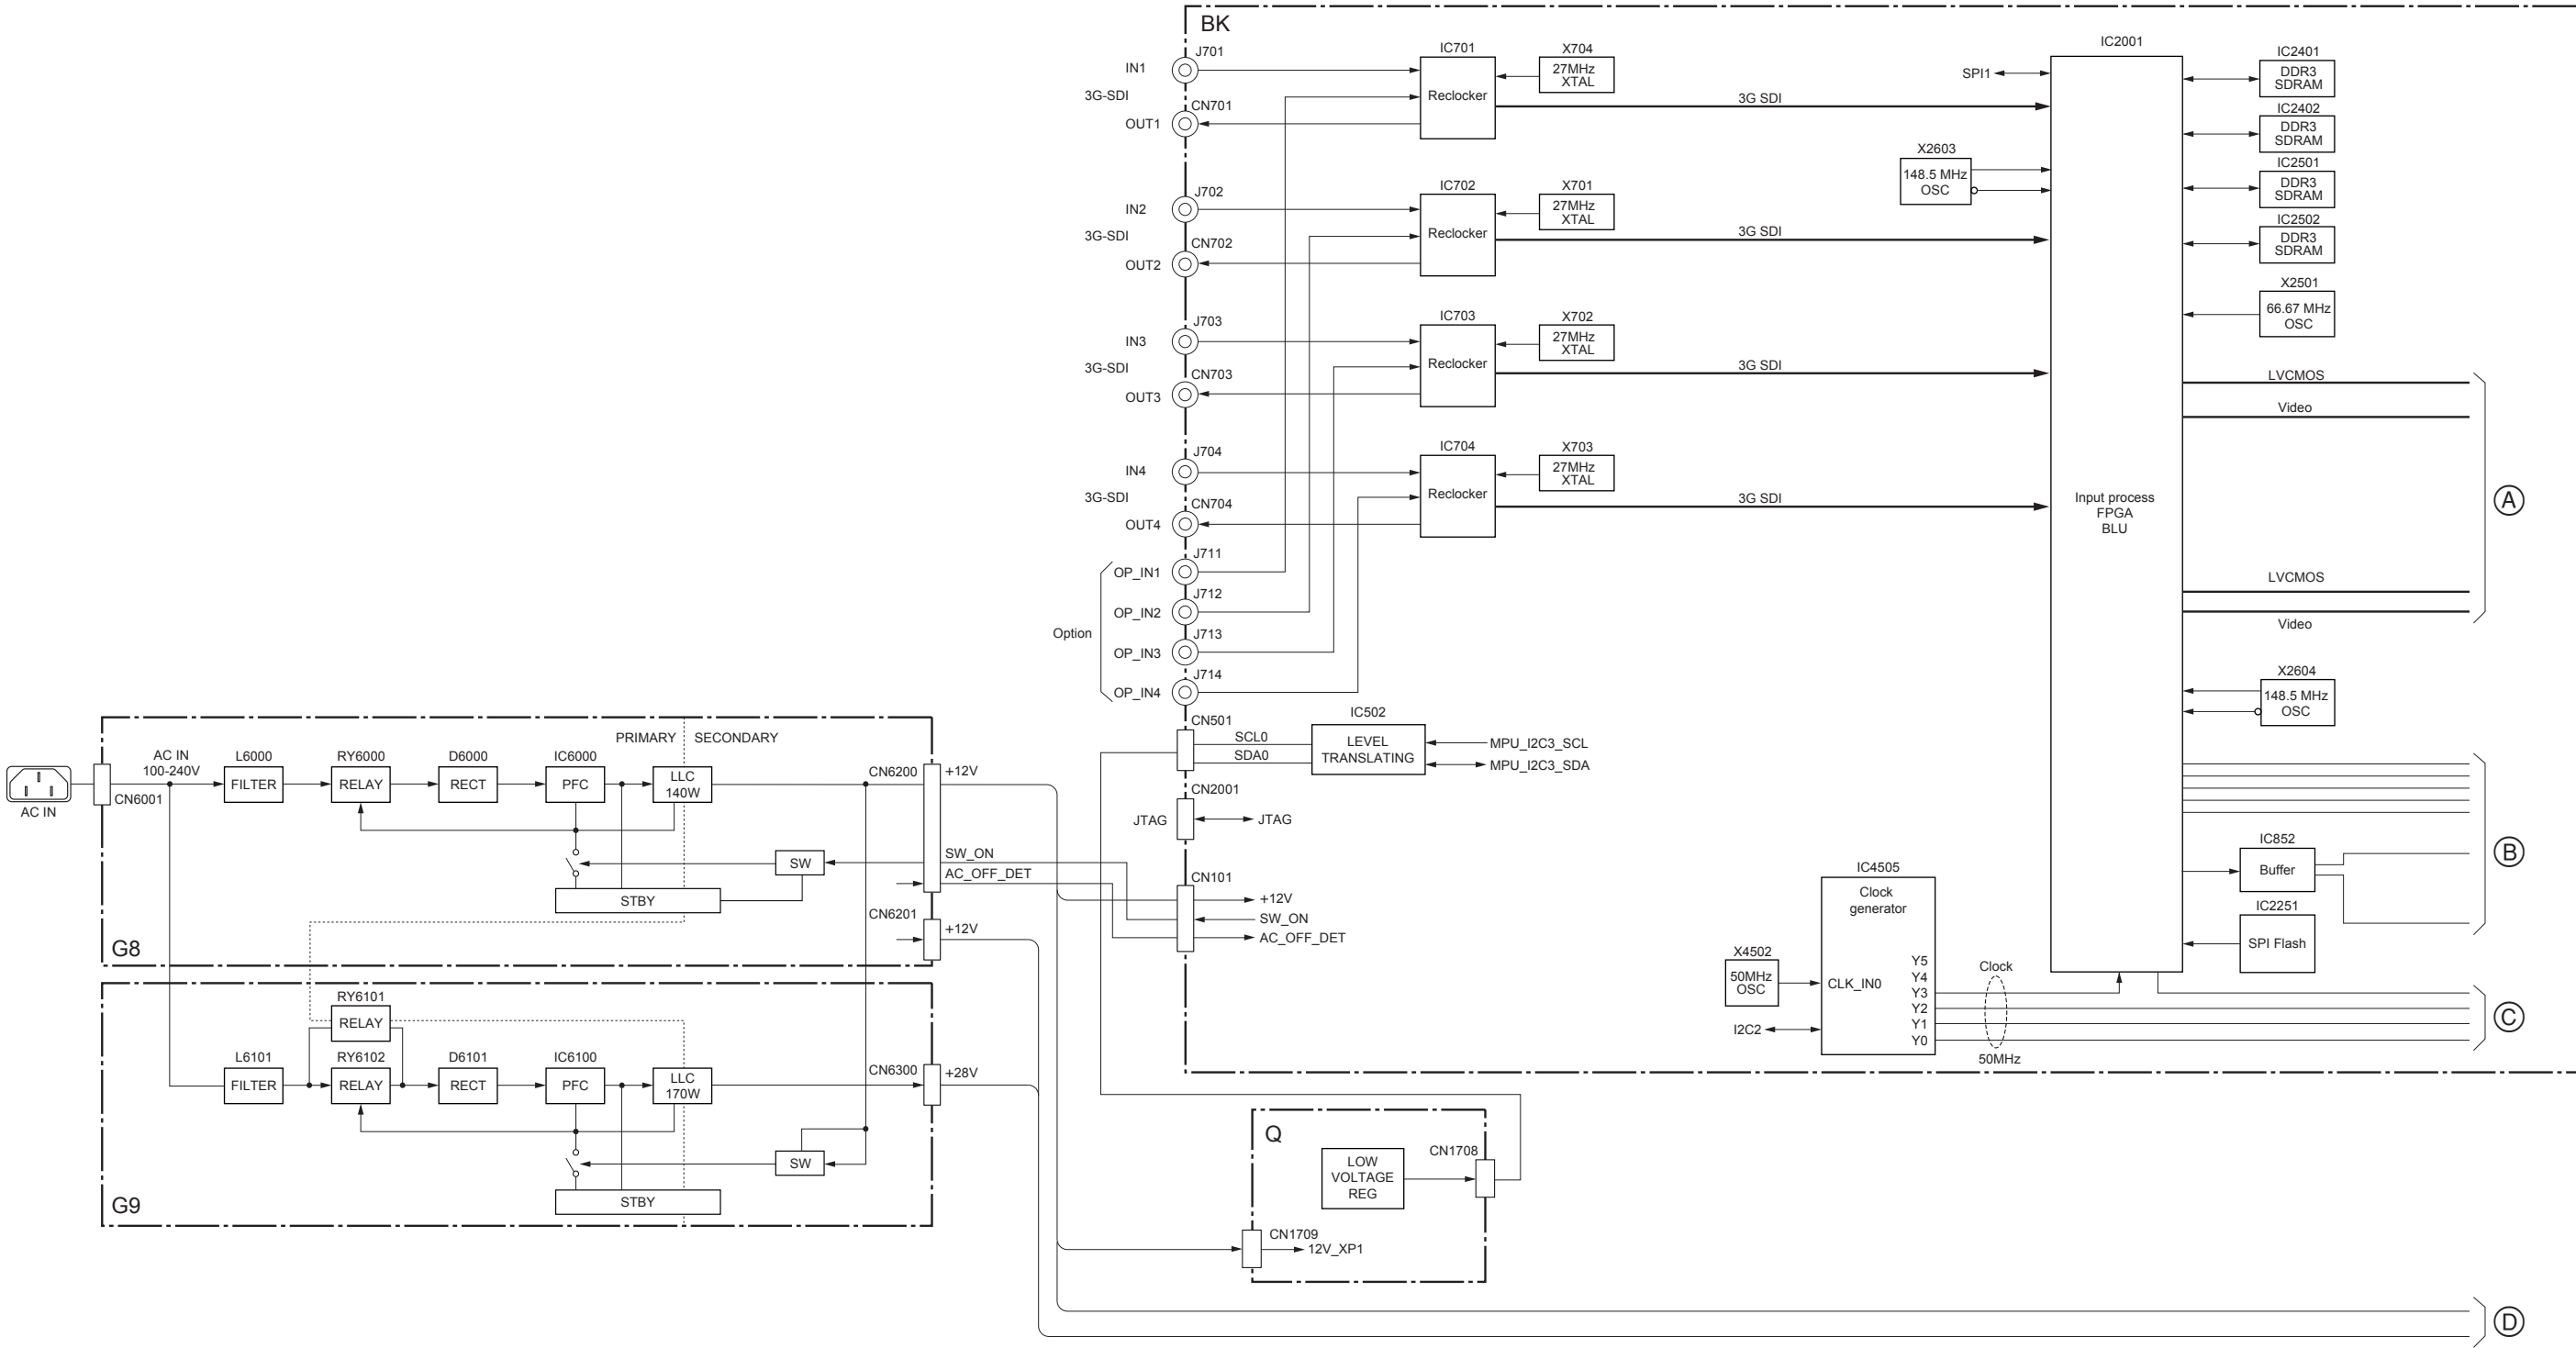 BK
J701
IN1
3G-SDI
CN701
OUT1
IC701
Reclocker
X704
27MHz
XTAL
3G SDI
J702
IN2
3G-SDI
CN702
OUT2
IC702
Reclocker
X701
27MHz
XTAL
3G SDI
J703
IN3
3G-SDI
CN703
OUT3
IC703
Reclocker
X702
27MHz
XTAL
3G SDI
J704
IN4
3G-SDI
CN704
OUT4
IC704
Reclocker
X703
27MHz
XTAL
3G SDI
J711
OP_IN1
J712
OP_IN2
Option
J713
OP_IN3
J714
OP_IN4
CN501
SCL0
SDA0
IC502
LEVEL
TRANSLATING
MPU_I2C3_SCL
MPU_I2C3_SDA
CN2001
JTAG
JTAG
CN101
+12V
SW_ON
AC_OFF_DET
IC2001
SPI1
X2603
148.5 MHz
OSC
Input process
FPGA
BLU
IC2401
DDR3
SDRAM
IC2402
DDR3
SDRAM
IC2501
DDR3
SDRAM
IC2502
DDR3
SDRAM
X2501
66.67 MHz
OSC
LVCMOS
Video
A
LVCMOS
Video
X2604
148.5 MHz
OSC
IC852
Buffer
B
IC2251
SPI Flash
IC4505
Clock
generator
X4502
50MHz
OSC
CLK_IN0
I2C2
Y5
Y4
Y3
Y2
Y1
Y0
Clock
50MHz
C
AC IN
CN6001
AC IN
100-240V
L6000
FILTER
RY6000
RELAY
D6000
RECT
IC6000
PFC
PRIMARY
SECONDARY
LLC
140W
CN6200
+12V
SW
SW_ON
AC_OFF_DET
STBY
CN6201
+12V
G8
RY6101
RELAY
L6101
FILTER
RY6102
RELAY
D6101
RECT
IC6100
PFC
LLC
170W
CN6300
+28V
SW
STBY
G9
Q
LOW
VOLTAGE
REG
CN1708
CN1709
12V_XP1
D